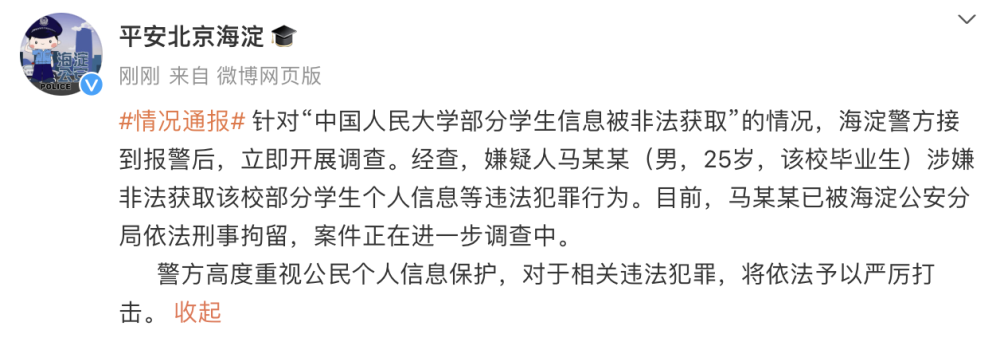 平安北京海淀
刚刚 来自 微博网页版
#情况通报# 针对“中国人民大学部分学生信息被非法获取”的情况，海淀警方接
到报警后，立即开展调查。经查，嫌疑人马某某（男，25岁，该校毕业生）涉嫌
非法获取该校部分学生个人信息等违法犯罪行为。目前，马某某已被海淀公安分
局依法刑事拘留，案件正在进一步调查中。
警方高度重视公民个人信息保护，对于相关违法犯罪，将依法予以严厉打
击。 收起
海淀
公安
POLICE